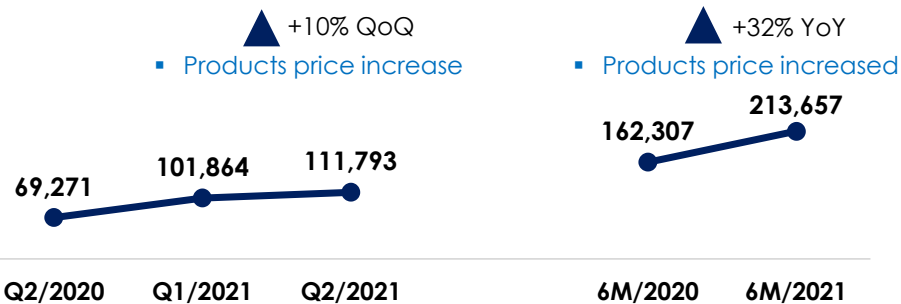 +10% QoQ
▪ Products price increase
69,271
101,864
111,793
Q2/2020
Q1/2021
Q2/2021
+32% YoY
▪ Products price increased
162,307
213,657
6M/2020
6M/2021